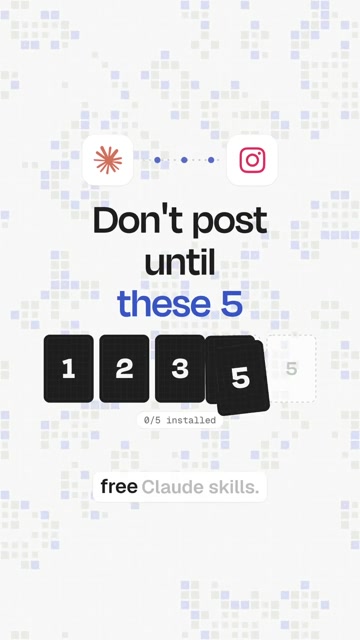 Don't post
until
these 5
1 2 3 5 5
0/5 installed
free Claude skills.